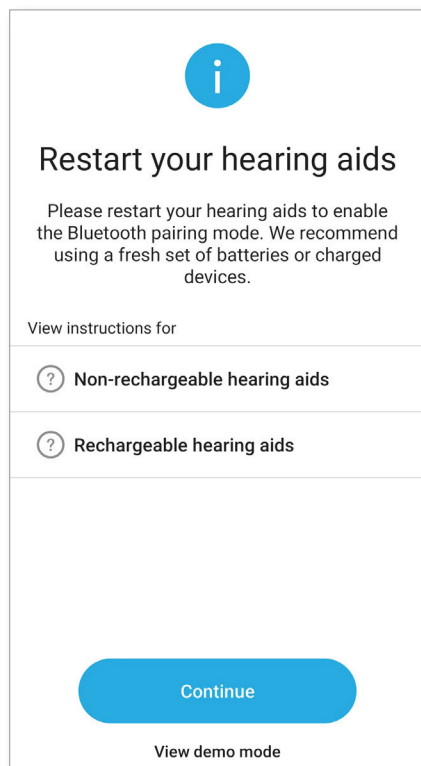 i
Restart your hearing aids
Please restart your hearing aids to enable
the Bluetooth pairing mode. We recommend
using a fresh set of batteries or charged
devices.
View instructions for
? Non-rechargeable hearing aids
? Rechargeable hearing aids
Continue
View demo mode